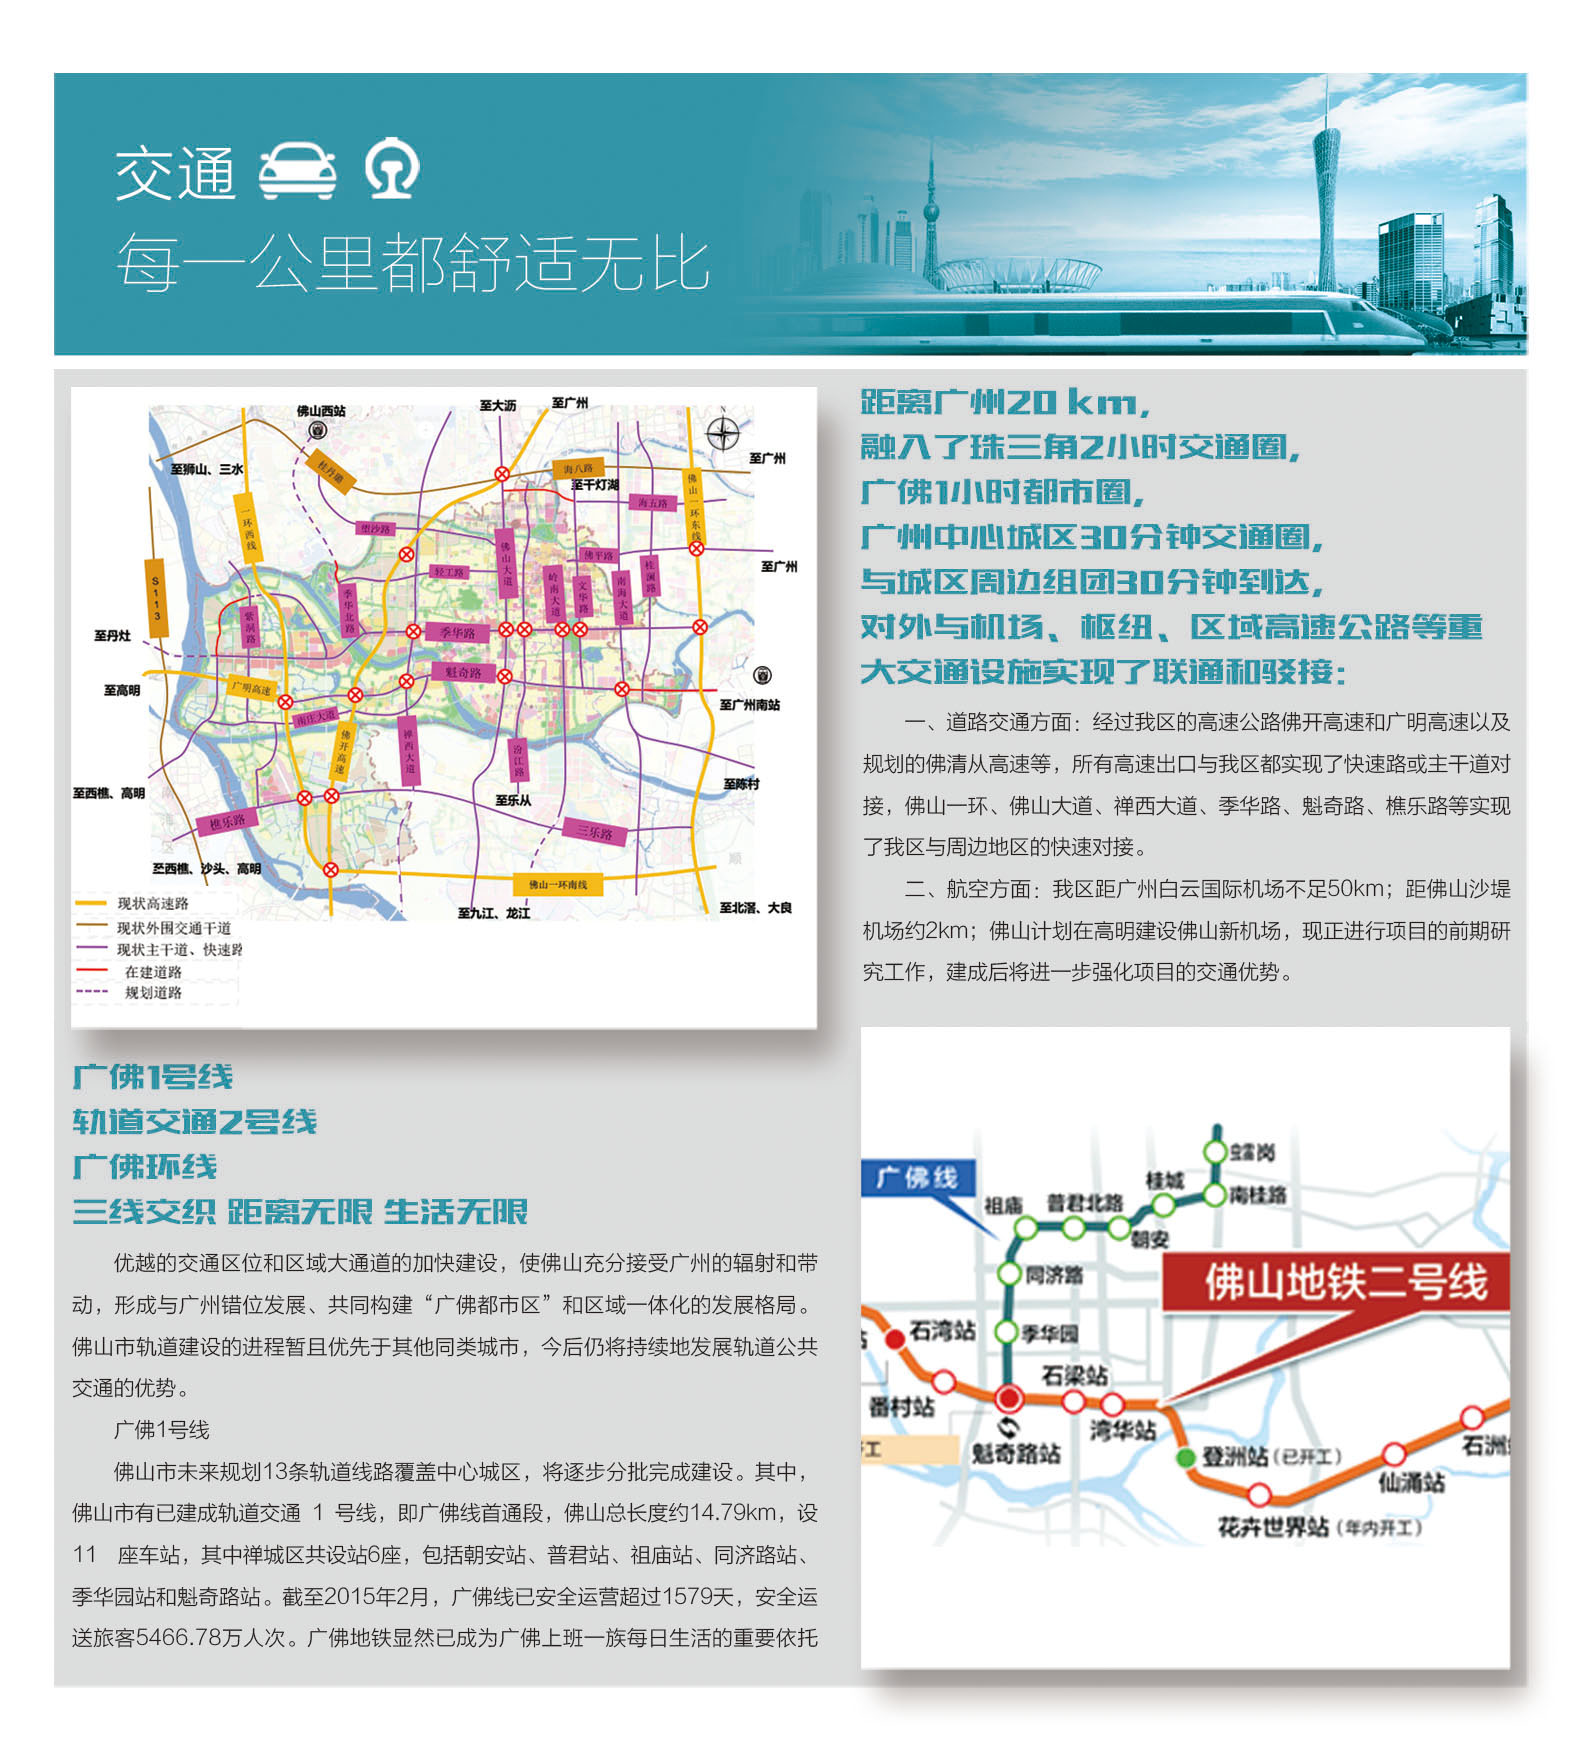 交通
每一公里都舒适无比
佛山西站
至大沥
至广州
至狮山、三水
桂丹路
海八路
至广州
至千灯湖
一环西线
佛山一环东线
海五路
塱沙路
佛山大道
佛平路
桂澜路
至广州
S113
轻工路
岭南大道
文华路
南海大道
季华北路
紫洞路
至丹灶
季华路
魁奇路
至高明
广明高速
至广州南站
南庄大道
佛开高速
禅西大道
汾江路
至西樵、高明
至陈村
至乐从
樵乐路
三乐路
顺
至西樵、沙头、高明
佛山一环南线
至九江、龙江
至北滘、大良
现状高速路
现状外围交通干道
现状主干道、快速路
在建道路
规划道路
距离广州20 km，
融入了珠三角2小时交通圈，
广佛1小时都市圈，
广州中心城区30分钟交通圈，
与城区周边组团30分钟到达，
对外与机场、枢纽、区域高速公路等重
大交通设施实现了联通和驳接：
一、道路交通方面：经过我区的高速公路佛开高速和广明高速以及
规划的佛清从高速等，所有高速出口与我区都实现了快速路或主干道对
接，佛山一环、佛山大道、禅西大道、季华路、魁奇路、樵乐路等实现
了我区与周边地区的快速对接。
二、航空方面：我区距广州白云国际机场不足50km；距佛山沙堤
机场约2km；佛山计划在高明建设佛山新机场，现正进行项目的前期研
究工作，建成后将进一步强化项目的交通优势。
广佛1号线
轨道交通2号线
广佛环线
三线交织 距离无限 生活无限
优越的交通区位和区域大通道的加快建设，使佛山充分接受广州的辐射和带
动，形成与广州错位发展、共同构建“广佛都市区”和区域一体化的发展格局。
佛山市轨道建设的进程暂且优先于其他同类城市，今后仍将持续地发展轨道公共
交通的优势。
广佛1号线
佛山市未来规划13条轨道线路覆盖中心城区，将逐步分批完成建设。其中，
佛山市有已建成轨道交通 1 号线，即广佛线首通段，佛山总长度约14.79km，设
11 座车站，其中禅城区共设站6座，包括朝安站、普君站、祖庙站、同济路站、
季华园站和魁奇路站。截至2015年2月，广佛线已安全运营超过1579天，安全运
送旅客5466.78万人次。广佛地铁显然已成为广佛上班一族每日生活的重要依托
广佛线
𧒽岗
桂城
南桂路
祖庙
普君北路
朝安
同济路
佛山地铁二号线
石湾站
季华园
石梁站
番村站
湾华站
工
魁奇路站
登洲站（已开工）
石洲
仙涌站
花卉世界站（年内开工）